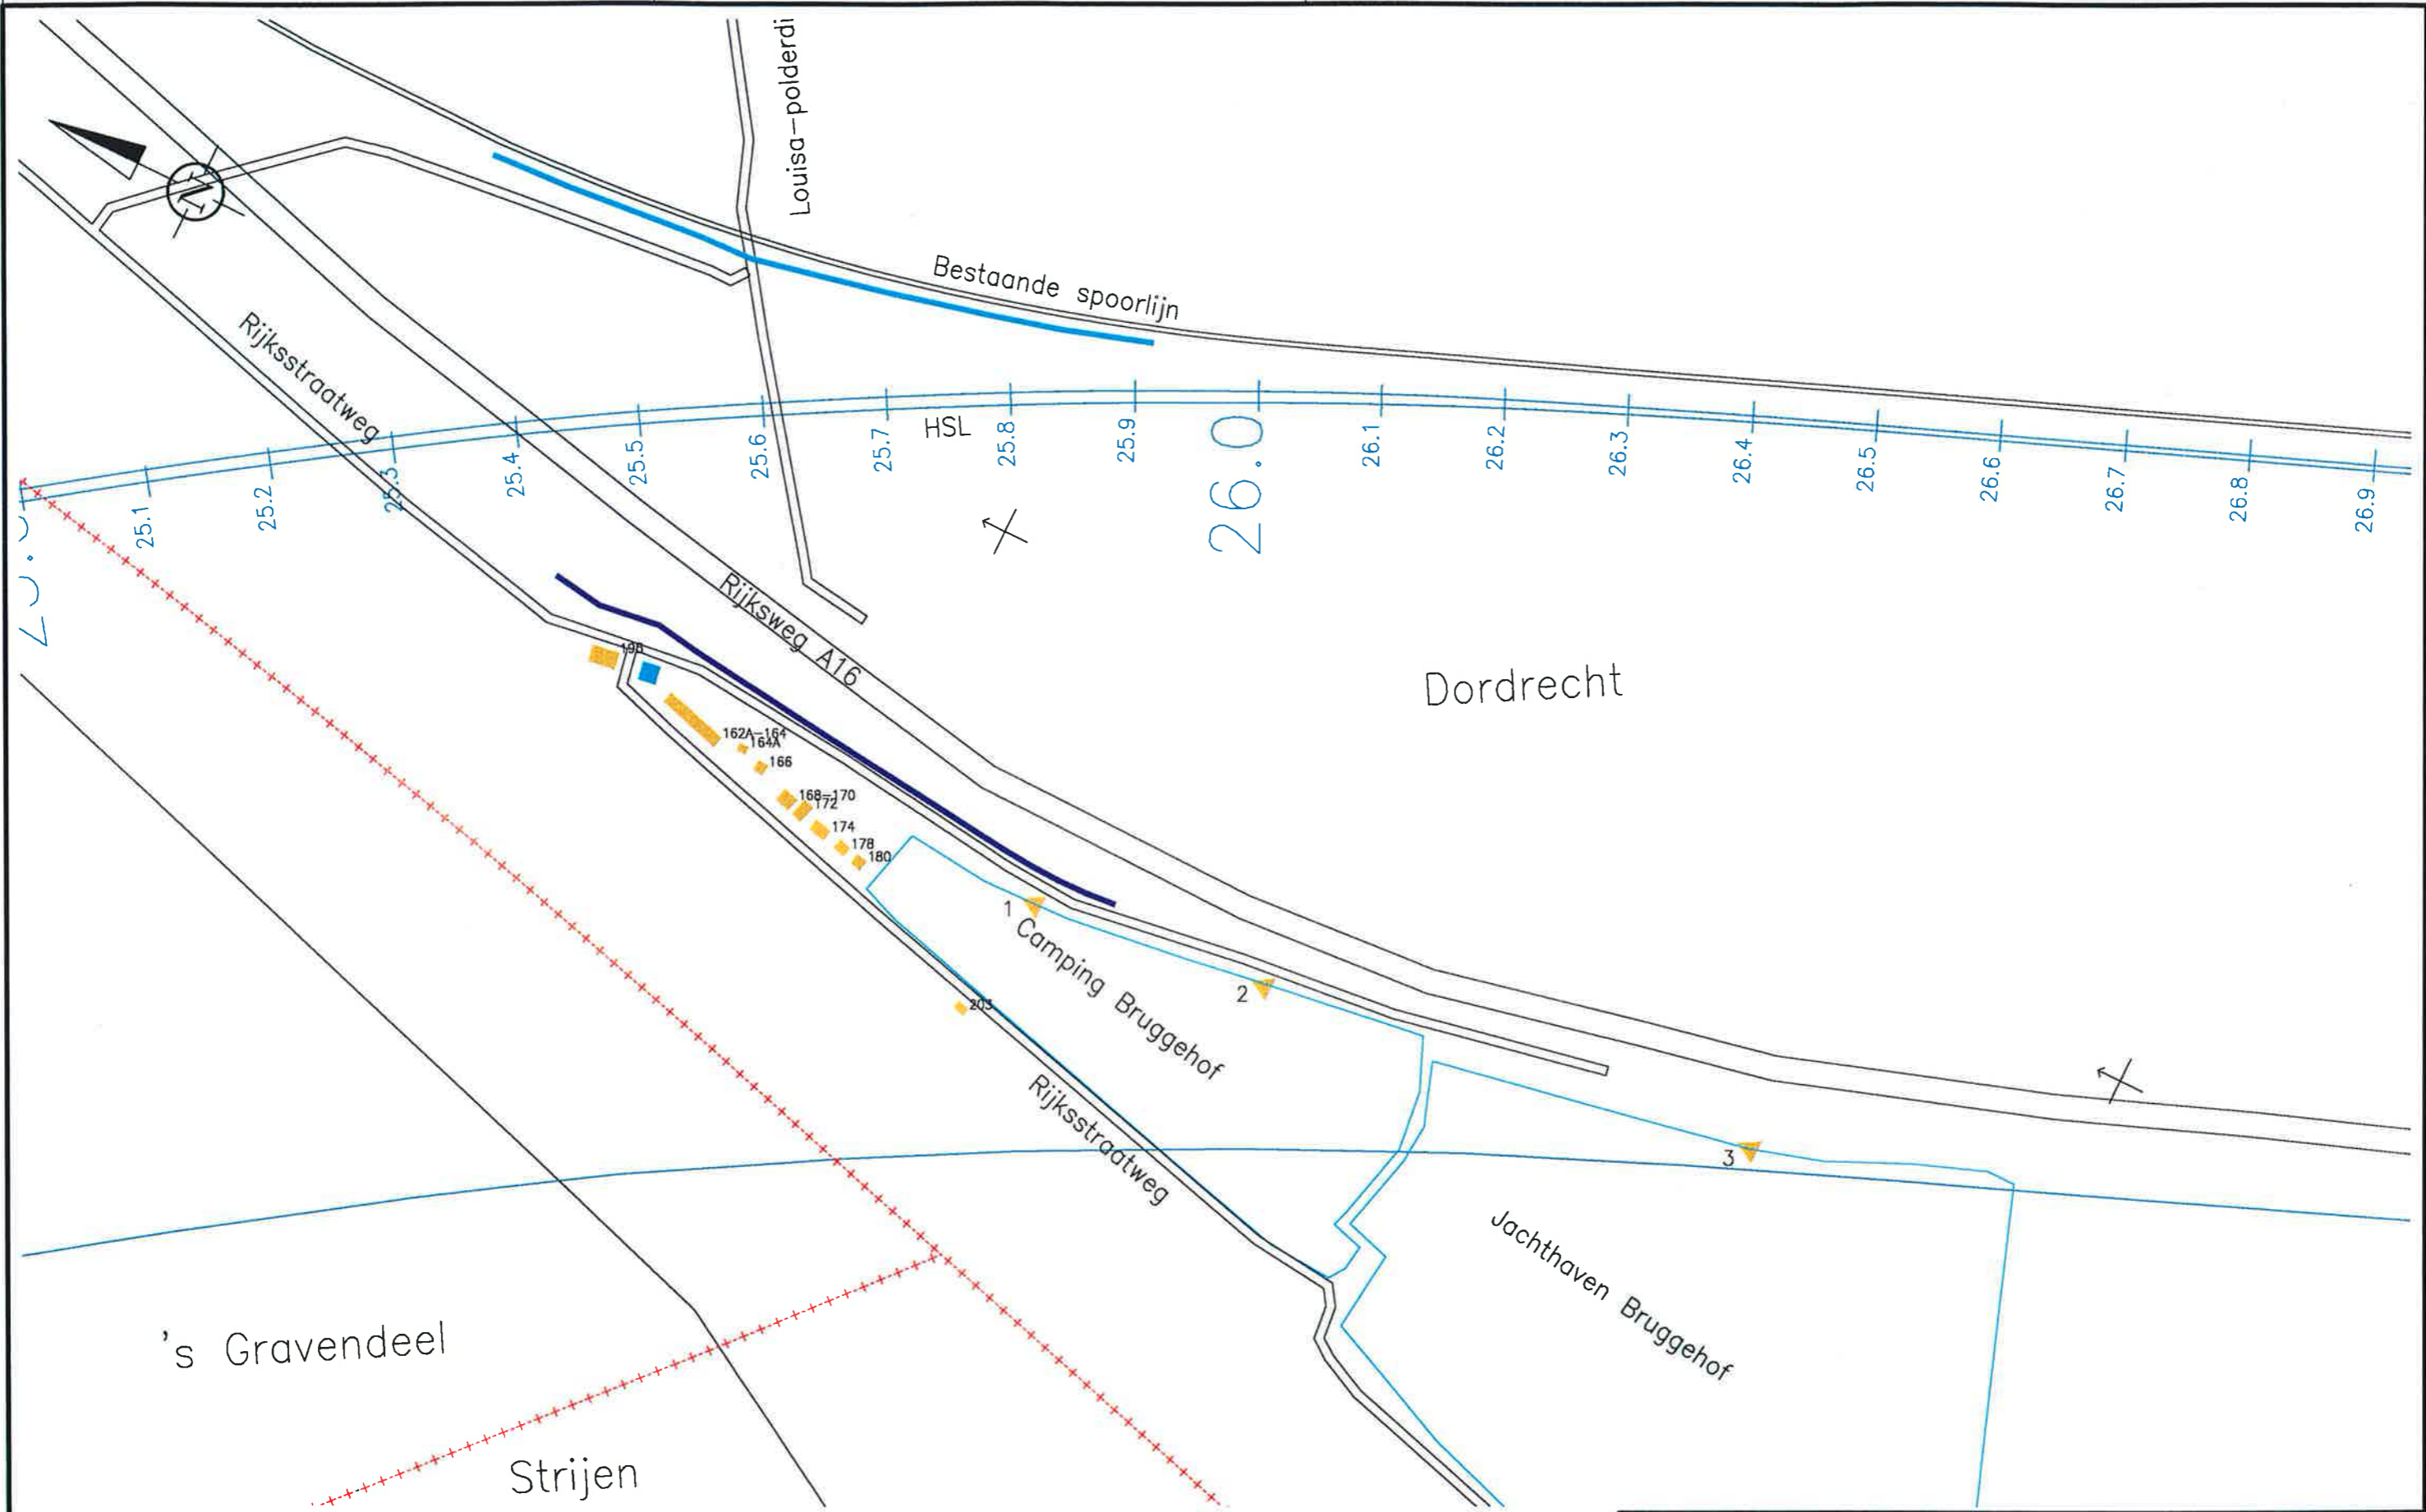 Louisa-polderdi
N
Bestaande spoorlijn
Rijksstraatweg
HSL
25.1
25.2
25.3
25.4
25.5
25.6
25.7
25.8
25.9
26.0
26.1
26.2
26.3
26.4
26.5
26.6
26.7
26.8
26.9
Rijksweg A16
Dordrecht
162A-164
164A
166
168-170
172
174
178
180
1
Camping Bruggehof
2
203
Rijksstraatweg
3
Jachthaven Bruggehof
's Gravendeel
Strijen